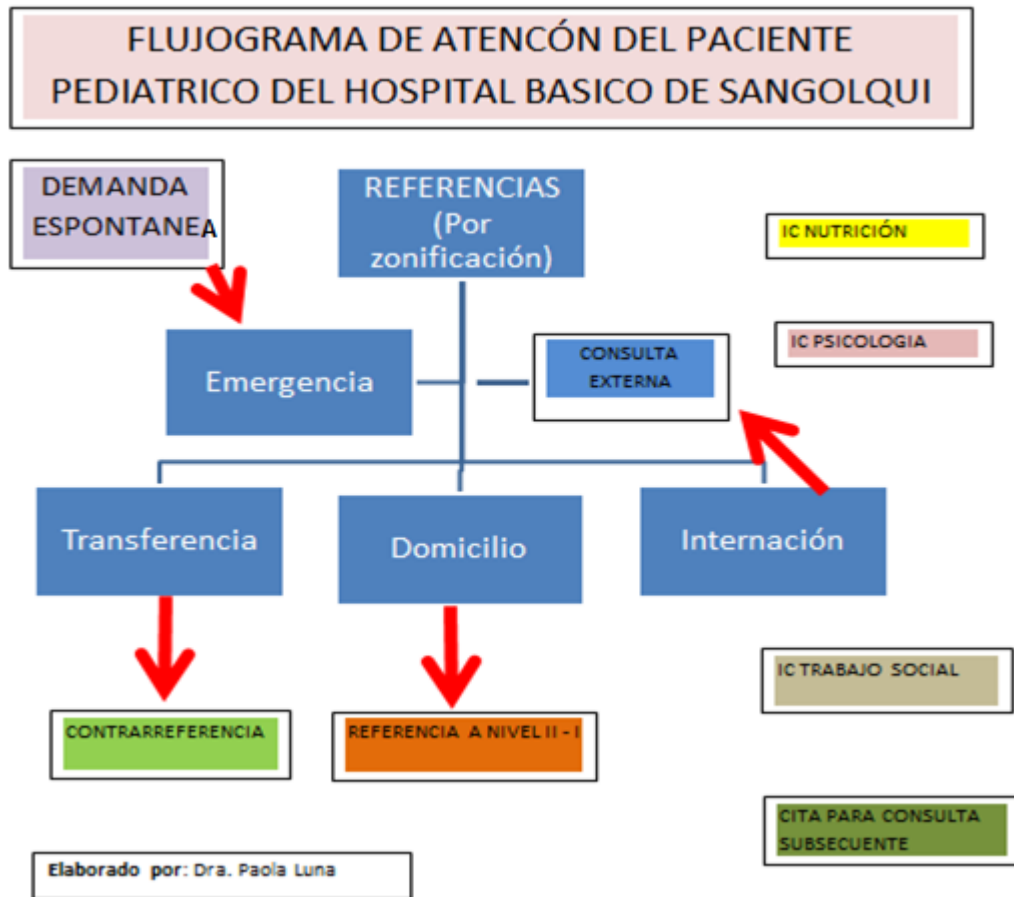 FLUJOGRAMA DE ATENCÓN DEL PACIENTE
PEDIATRICO DEL HOSPITAL BASICO DE SANGOLQUI
DEMANDA
ESPONTANEA
REFERENCIAS
(Por
zonificación)
IC NUTRICIÓN
IC PSICOLOGIA
Emergencia
CONSULTA
EXTERNA
Transferencia
Domicilio
Internación
IC TRABAJO SOCIAL
CONTRARREFERENCIA
REFERENCIA A NIVEL II - I
CITA PARA CONSULTA
SUBSECUENTE
Elaborado por: Dra. Paola Luna